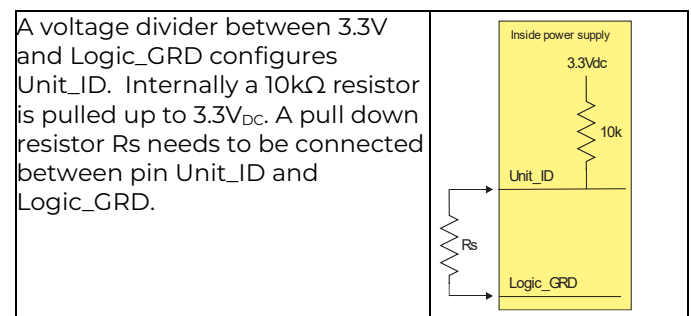 A voltage divider between 3.3V
and Logic_GRD configures
Unit_ID.  Internally a 10kΩ resistor
is pulled up to 3.3VDC. A pull down
resistor Rs needs to be connected
between pin Unit_ID and
Logic_GRD.
Inside power supply
3.3Vdc
10k
Unit_ID
Rs
Logic_GRD